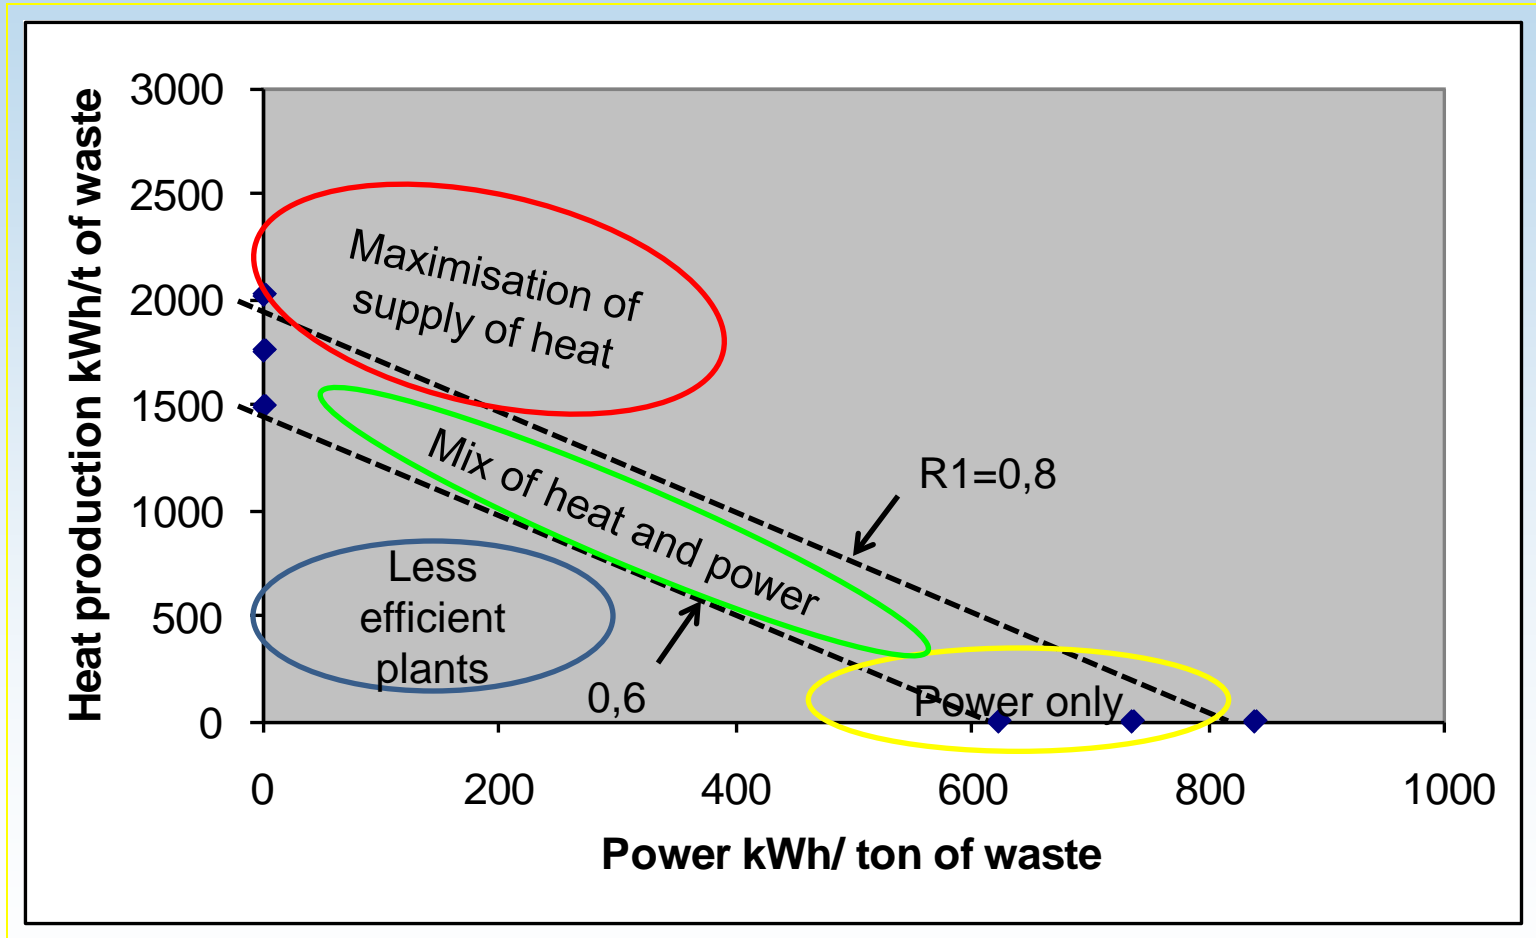 Heat production kWh/t of waste
3000
2500
2000
1500
1000
500
0
Maximisation of
supply of heat
Mix of heat and power
R1=0,8
Less
efficient
plants
0,6
Power only
0
200
400
600
800
1000
Power kWh/ ton of waste